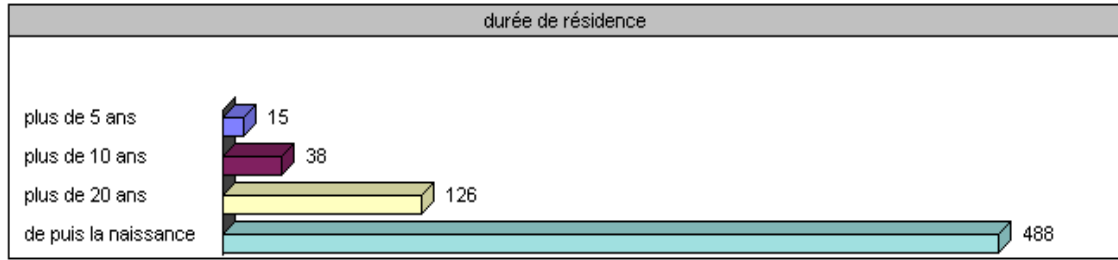 durée de résidence
plus de 5 ans 15
plus de 10 ans 38
plus de 20 ans 126
de puis la naissance 488